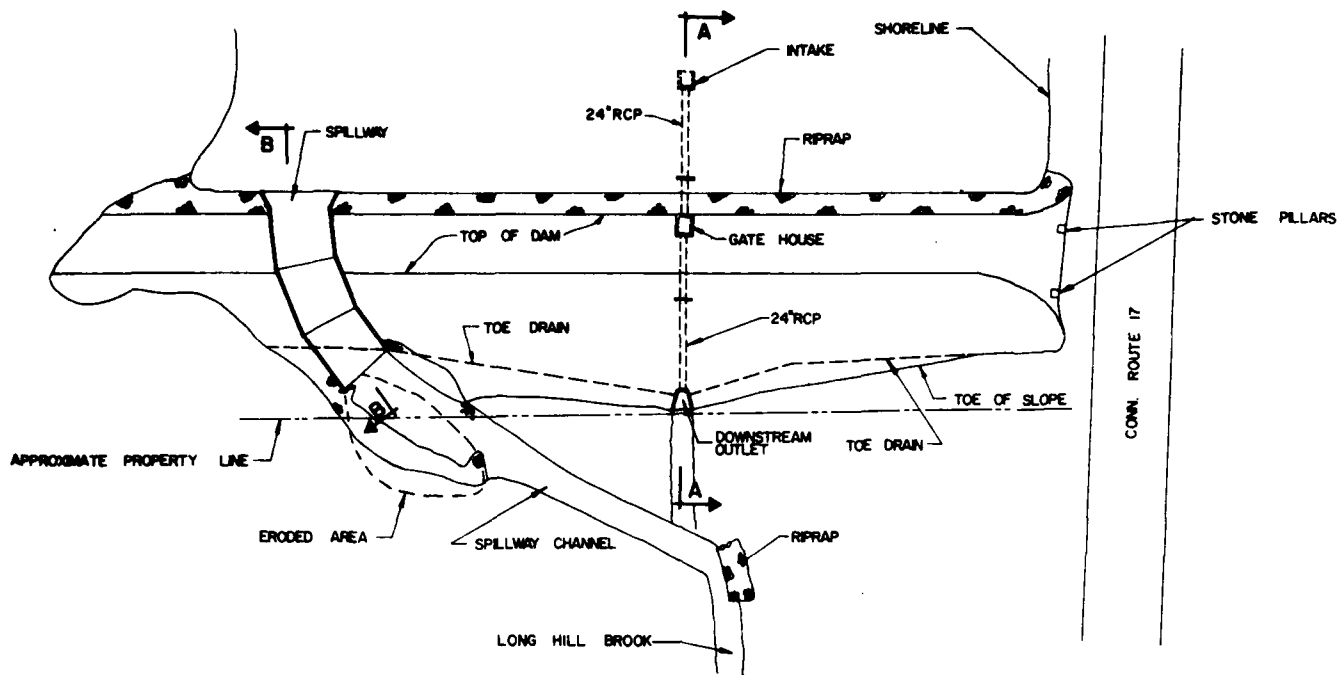 A
SHORELINE
INTAKE
24"RCP
B
SPILLWAY
RIPRAP
TOP OF DAM
GATE HOUSE
STONE PILLARS
24"RCP
TOE DRAIN
CONN. ROUTE 17
TOE OF SLOPE
B
DOWNSTREAM
OUTLET
TOE DRAIN
APPROXIMATE PROPERTY LINE
A
ERODED AREA
SPILLWAY CHANNEL
RIPRAP
LONG HILL BROOK